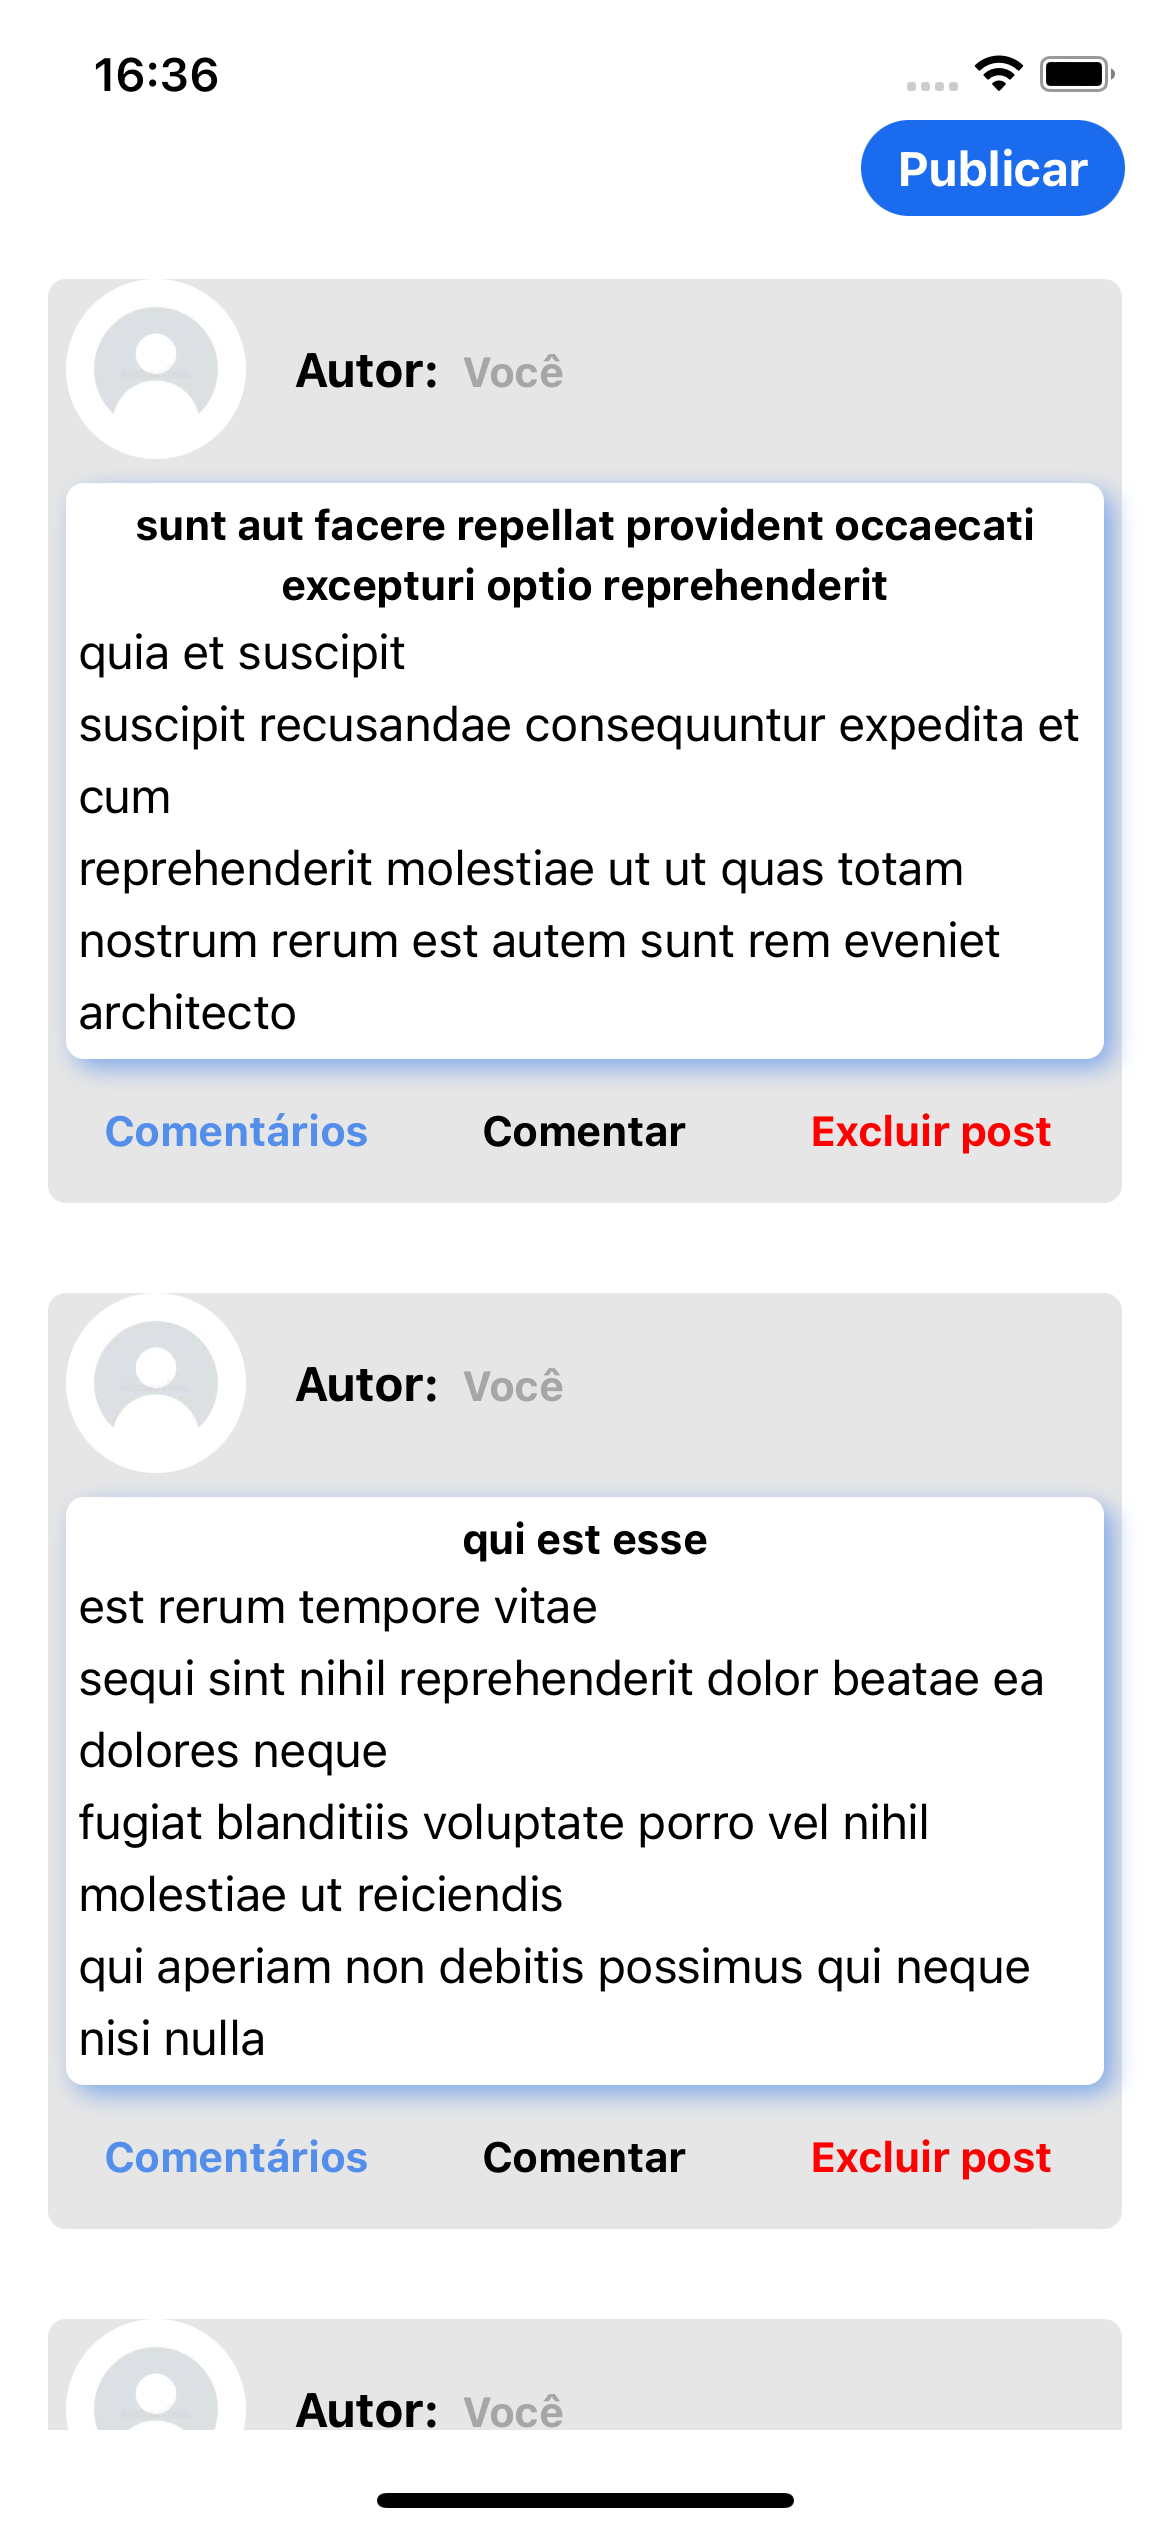 16:36
Publicar
Autor: Você
sunt aut facere repellat provident occaecati
excepturi optio reprehenderit
quia et suscipit
suscipit recusandae consequuntur expedita et
cum
reprehenderit molestiae ut ut quas totam
nostrum rerum est autem sunt rem eveniet
architecto
Comentários Comentar Excluir post
Autor: Você
qui est esse
est rerum tempore vitae
sequi sint nihil reprehenderit dolor beatae ea
dolores neque
fugiat blanditiis voluptate porro vel nihil
molestiae ut reiciendis
qui aperiam non debitis possimus qui neque
nisi nulla
Comentários Comentar Excluir post
Autor: Você